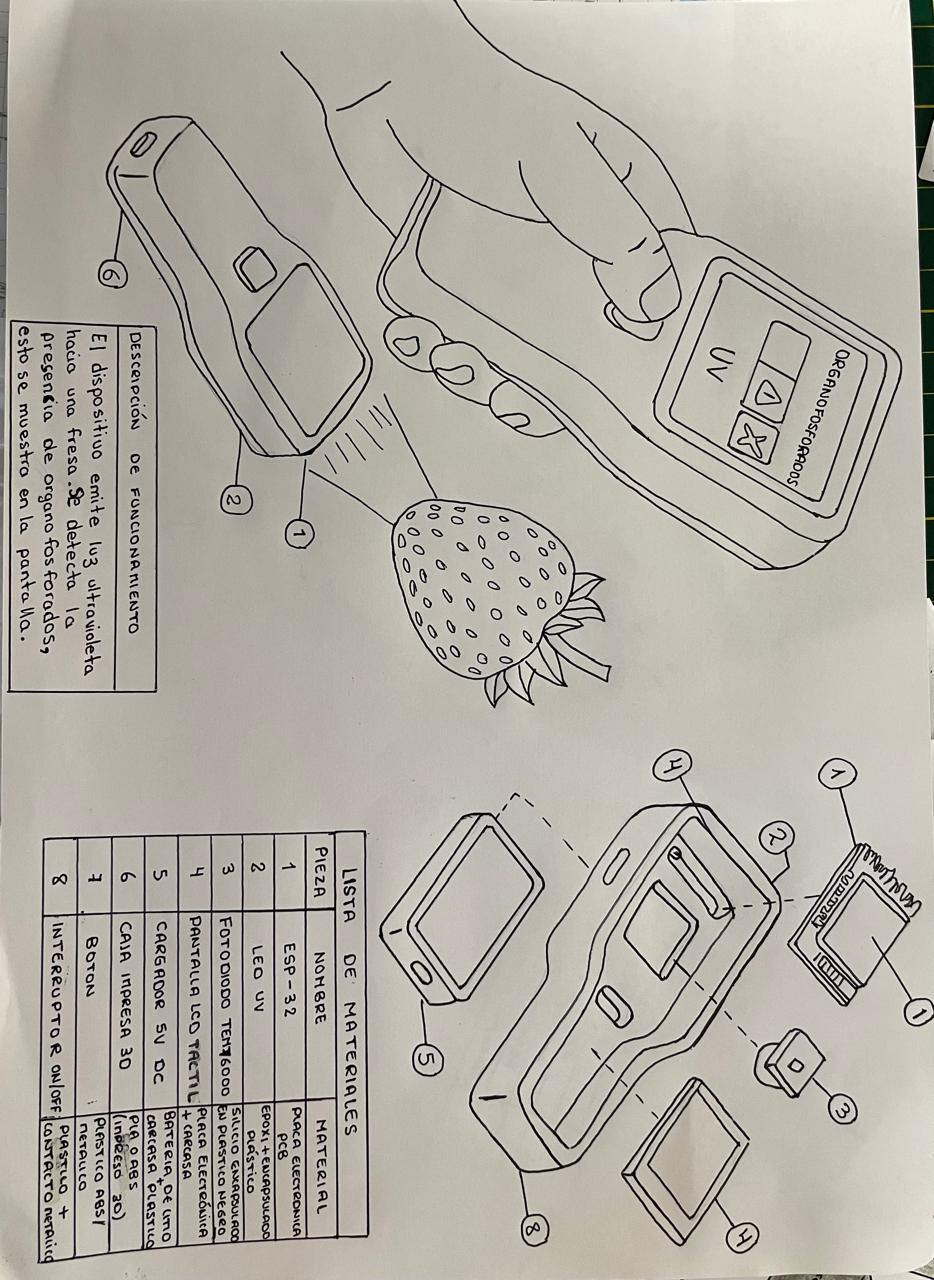 ORGANOFOSFORADOS
UV
6
2
1
DESCRIPCIÓN DE FUNCIONAMIENTO
El dispositivo emite luz ultravioleta
hacia una fresa. Se detecta la
presencia de organofosforados,
esto se muestra en la pantalla.
1
1
2
4
3
4
5
8
LISTA DE MATERIALES
PIEZA NOMBRE MATERIAL
1 ESP-32 PLACA ELECTRONICA PCB
2 LED UV EPOXI + ENCAPSULADO PLÁSTICO
3 FOTODIODO TEMT6000 SILICIO ENCAPSULADO EN PLASTICO NEGRO
4 PANTALLA LCD TACTIL PLACA ELECTRÓNICA + CARCASA
5 CARGADOR 5V DC BATERIA DE LITIO + CARCASA PLASTICO
6 CAJA IMPRESA 3D PLA O ABS (IMPRESO 3D)
7 BOTON PLASTICO ABS / METALICO
8 INTERRUPTOR ON/OFF PLASTICO + CONTACTO METALICO